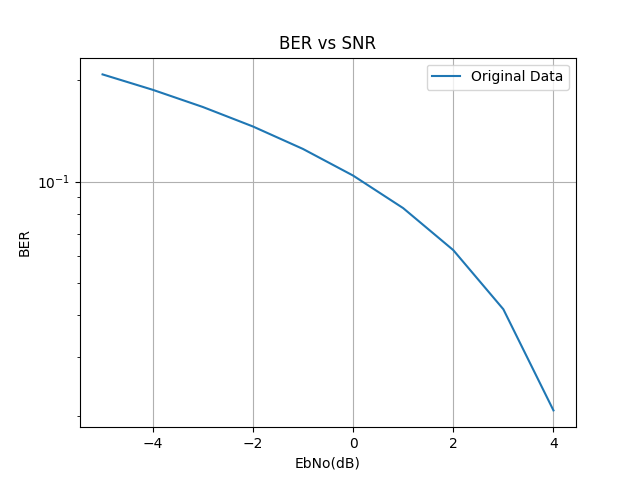 BER vs SNR
Original Data
10⁻¹
BER
−4 −2 0 2 4
EbNo(dB)